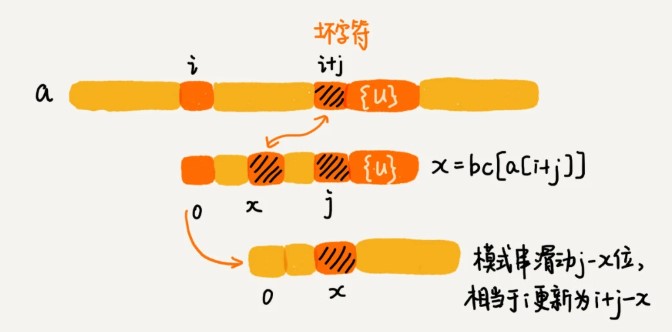 坏字符
i i+j
a {u}
{u} x=bc[a[i+j]]
0 x j
模式串滑动j-x位,
0 x 相当于i更新为i+j-x